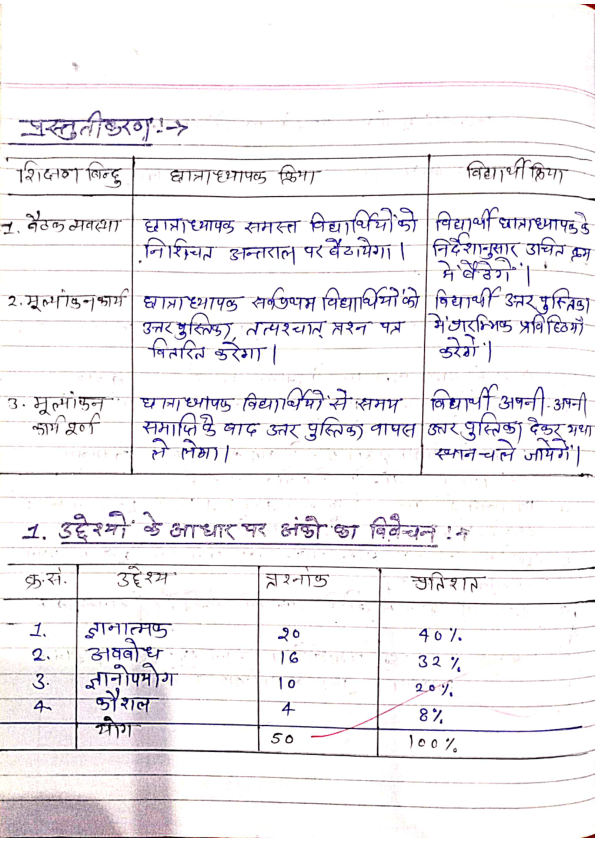 प्रस्तुतीकरण :→
शिक्षण बिन्दु छात्राध्यापक क्रिया विद्यार्थी क्रिया
1. बैठक व्यवस्था छात्राध्यापक समस्त विद्यार्थियों को विद्यार्थी छात्राध्यापक के
निश्चित अन्तराल पर बैठायेगा। निर्देशानुसार उचित क्रम
में बैठेगें।
2. मूल्यांकन कार्य छात्राध्यापक सर्वप्रथम विद्यार्थियों को विद्यार्थी उत्तर पुस्तिका
उत्तर पुस्तिका, तत्पश्चात् प्रश्न पत्र में प्रारम्भिक प्रविष्टियाँ
वितरित करेगा। करेगें।
3. मूल्यांकन छात्राध्यापक विद्यार्थियों से समय विद्यार्थी अपनी-अपनी
कार्य पूर्ण समाप्ति के बाद उत्तर पुस्तिका वापस उत्तर पुस्तिका देकर यथा
ले लेगा। स्थान चले जायेगें।
1. उद्देश्यों के आधार पर अंको का विवेचन :→
क्र.सं. उद्देश्य प्रश्नांक प्रतिशत
1. ज्ञानात्मक 20 40%
2. अवबोध 16 32%
3. ज्ञानोपयोग 10 20%
4 कौशल 4 8%
योग 50 100%